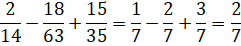 2/14 − 18/63 + 15/35 = 1/7 − 2/7 + 3/7 = 2/7